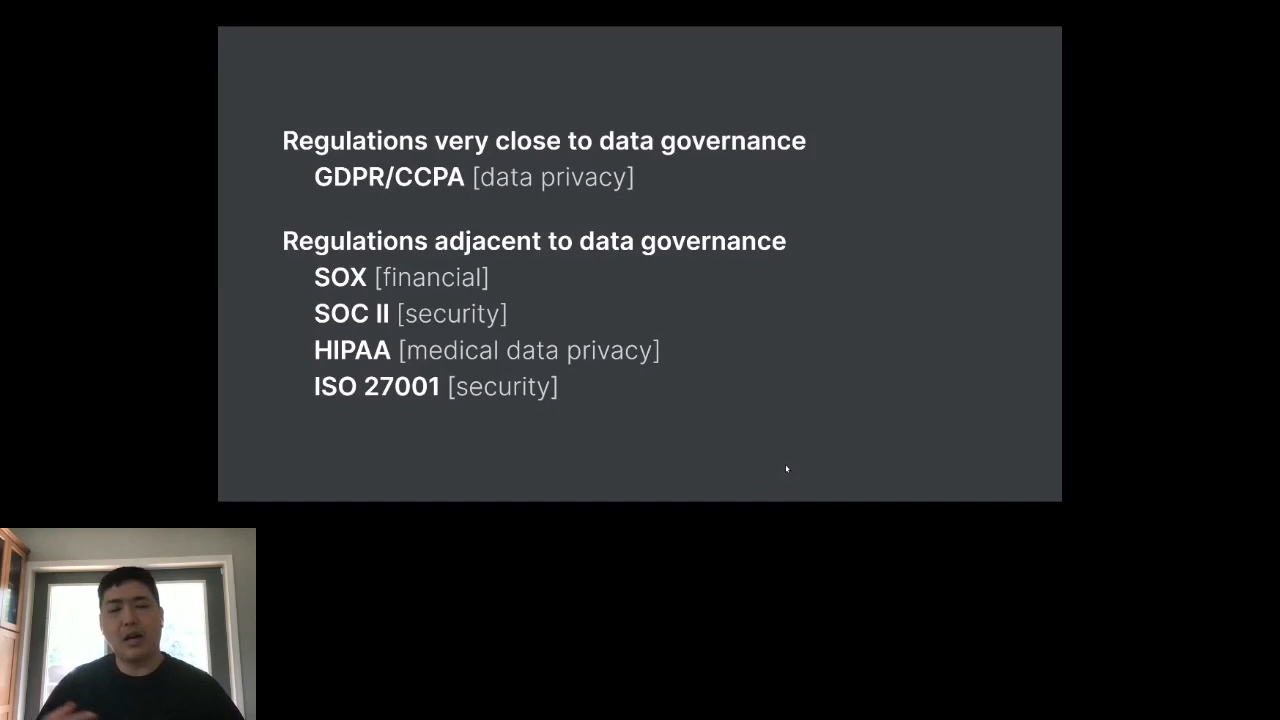 Regulations very close to data governance
GDPR/CCPA [data privacy]
Regulations adjacent to data governance
SOX [financial]
SOC II [security]
HIPAA [medical data privacy]
ISO 27001 [security]